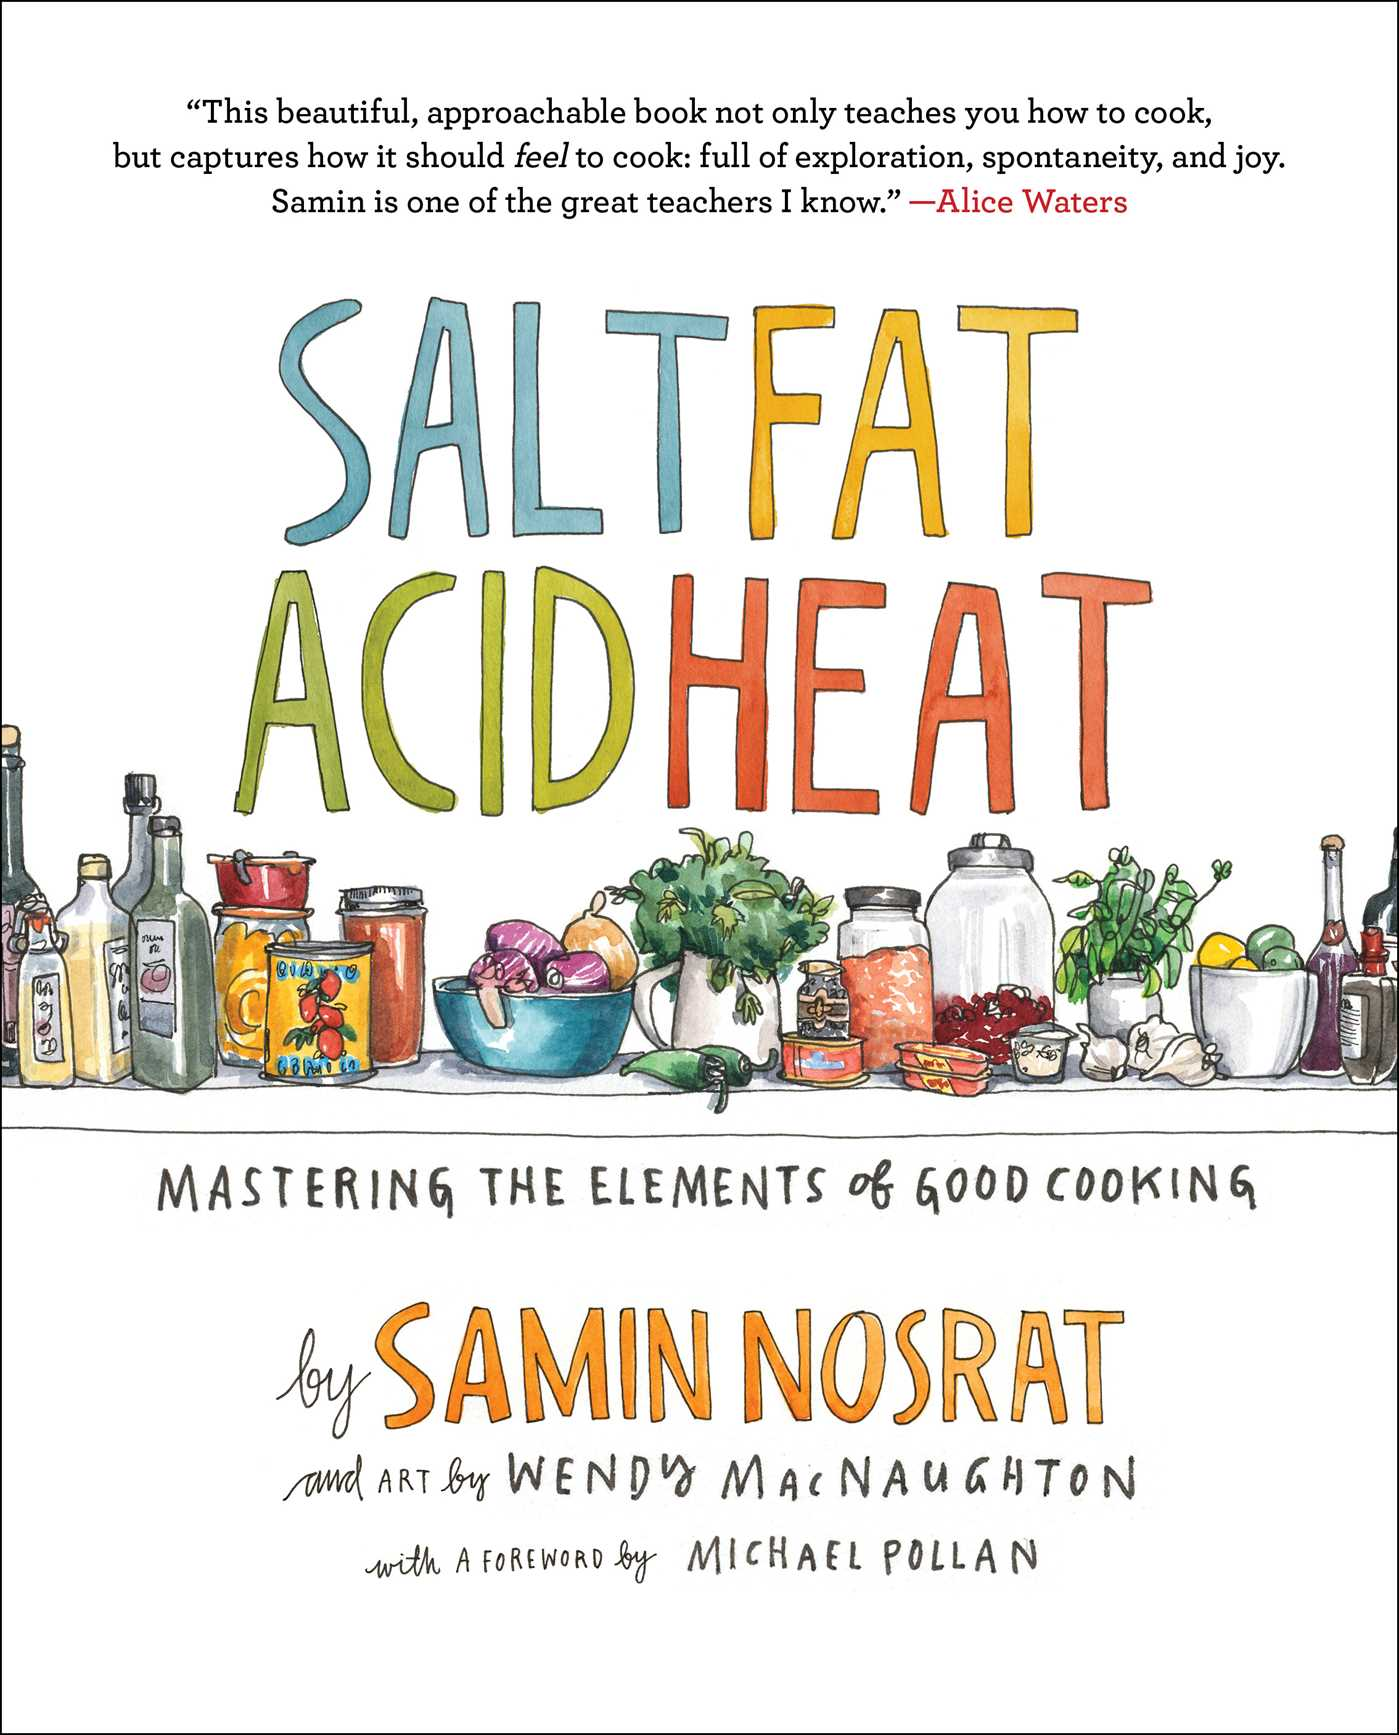 “This beautiful, approachable book not only teaches you how to cook,
but captures how it should feel to cook: full of exploration, spontaneity, and joy.
Samin is one of the great teachers I know.” —Alice Waters
SALT FAT
ACID HEAT
MASTERING THE ELEMENTS of GOOD COOKING
by SAMIN NOSRAT
and ART by WENDY MacNAUGHTON
with A FOREWORD by MICHAEL POLLAN